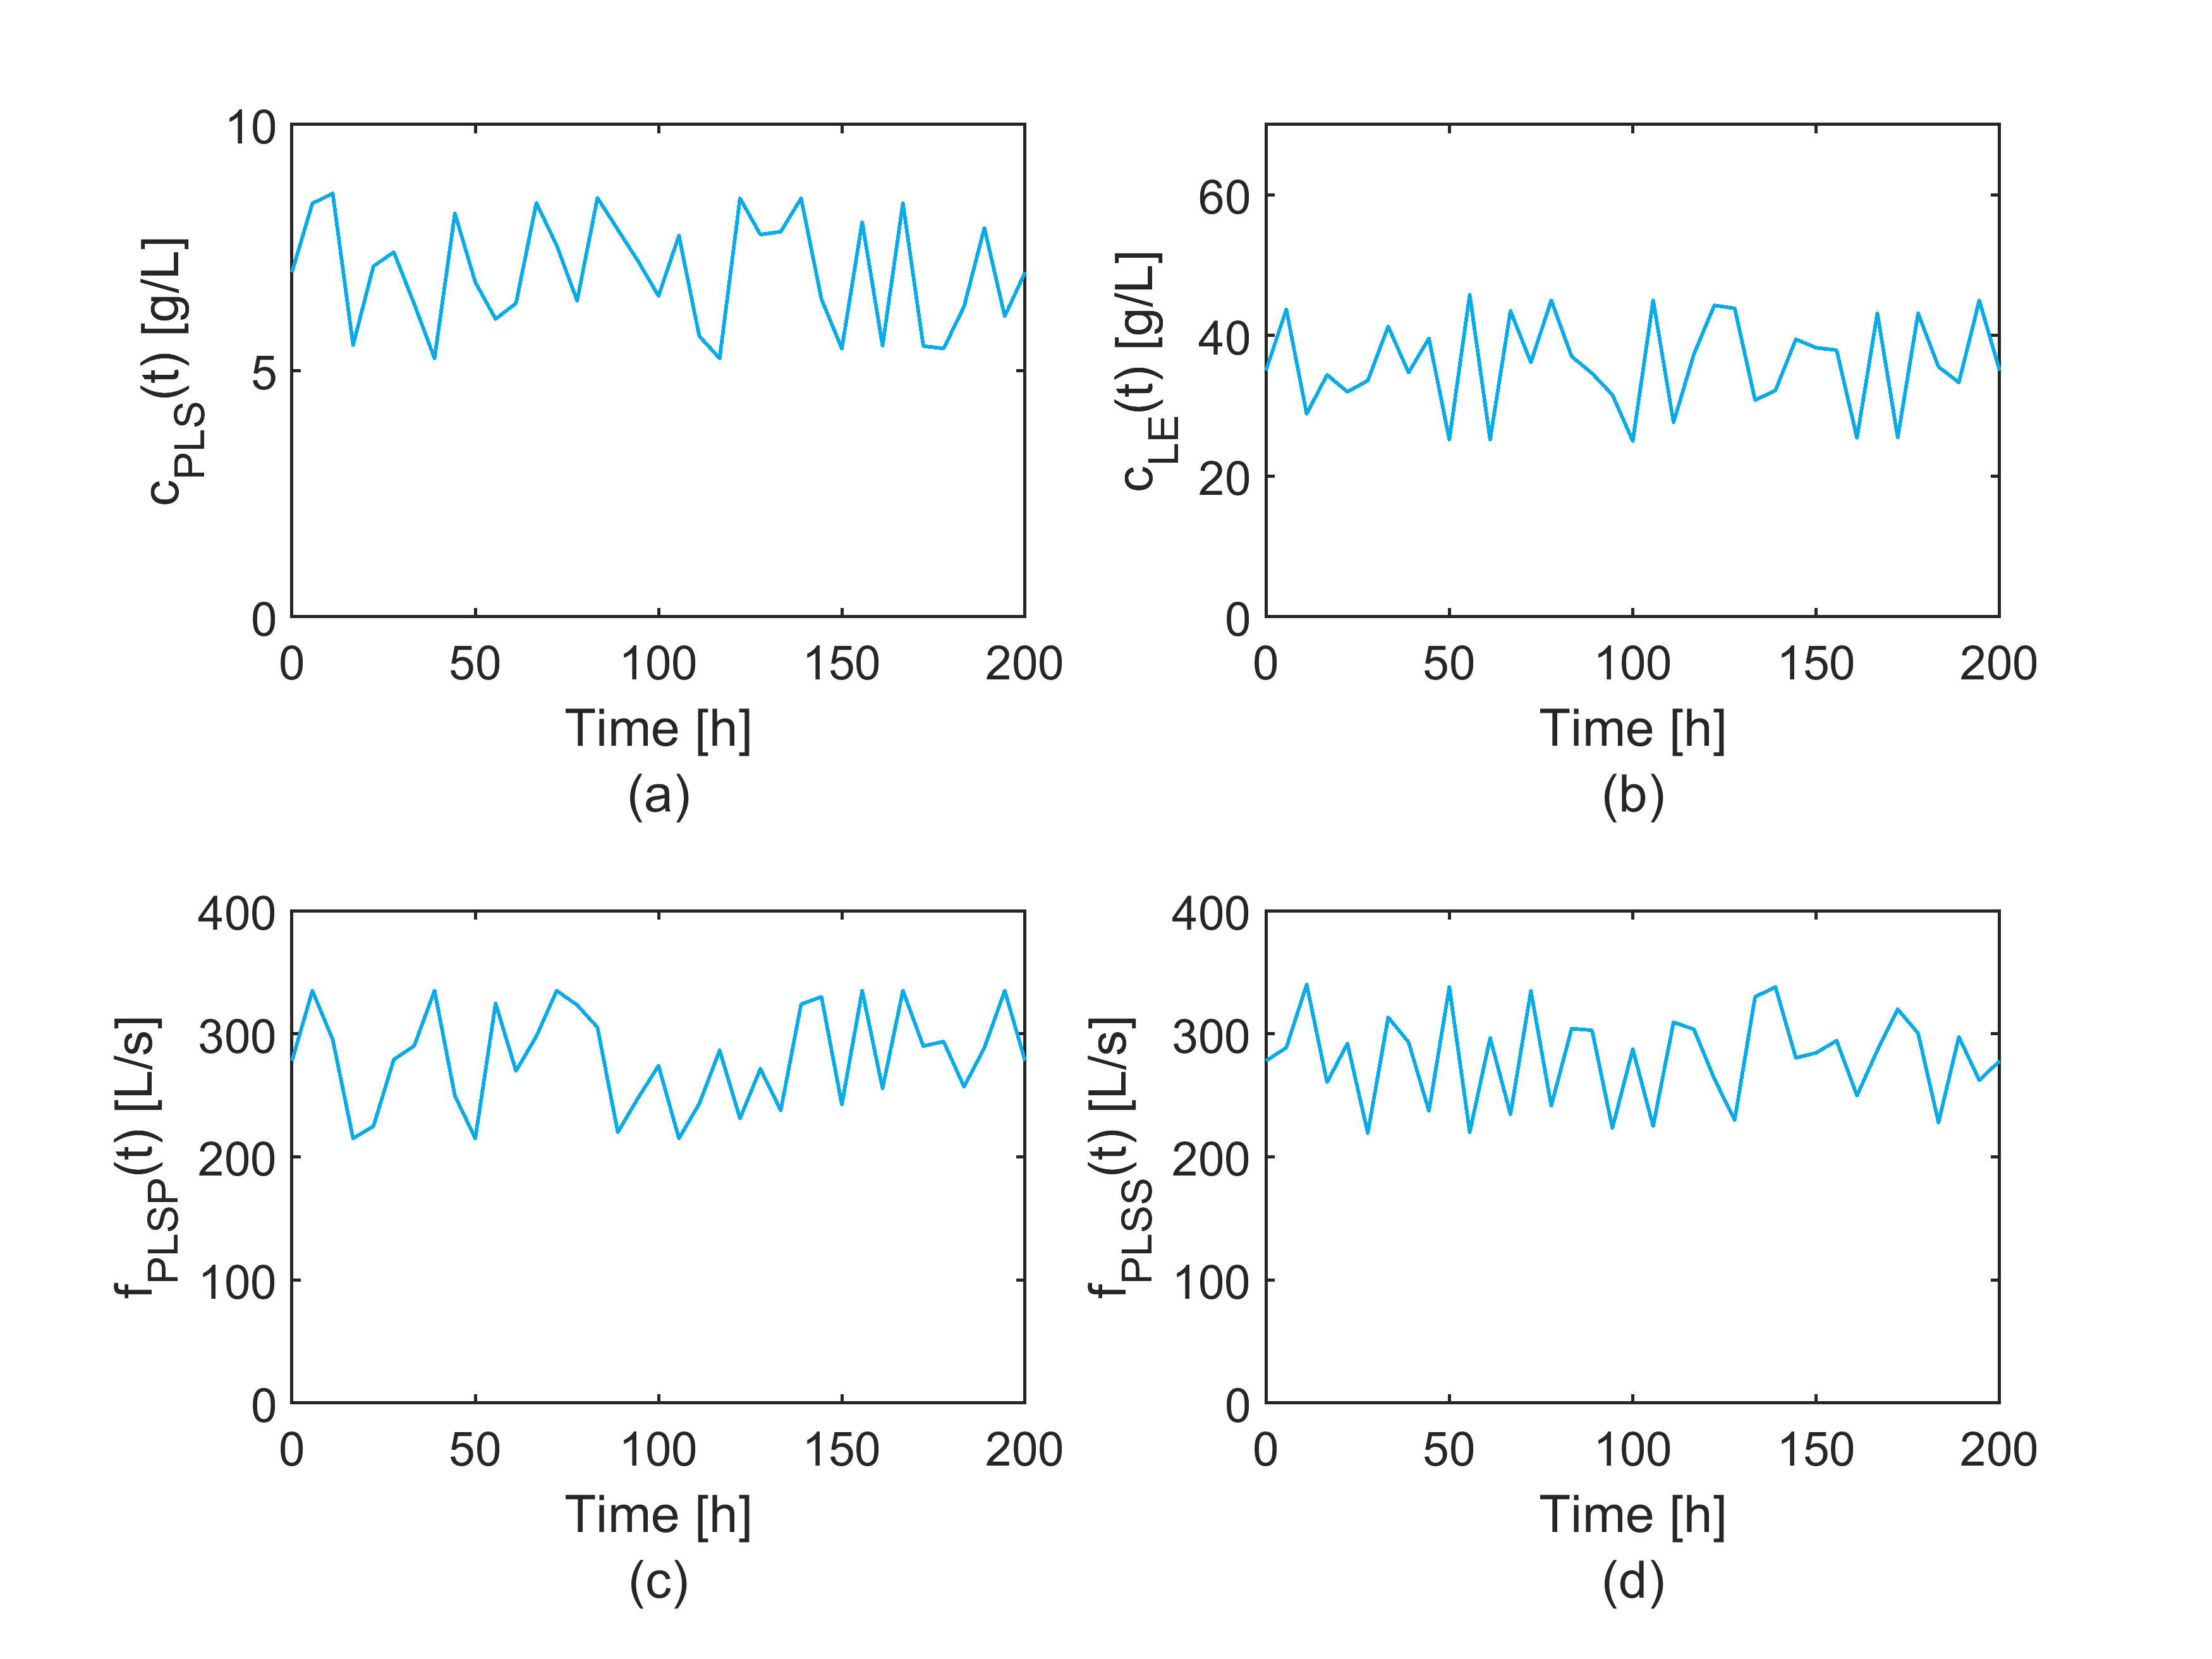 10
5
0
c_PLS(t) [g/L]
0 50 100 150 200
Time [h]
(a)
60
40
20
0
c_LE(t) [g/L]
0 50 100 150 200
Time [h]
(b)
400
300
200
100
0
f_PLSP(t) [L/s]
0 50 100 150 200
Time [h]
(c)
400
300
200
100
0
f_PLSS(t) [L/s]
0 50 100 150 200
Time [h]
(d)